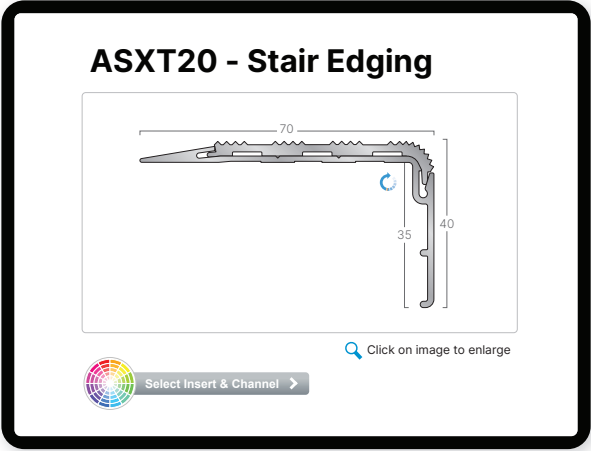 ASXT20 - Stair Edging
70
35
40
Click on image to enlarge
Select Insert & Channel